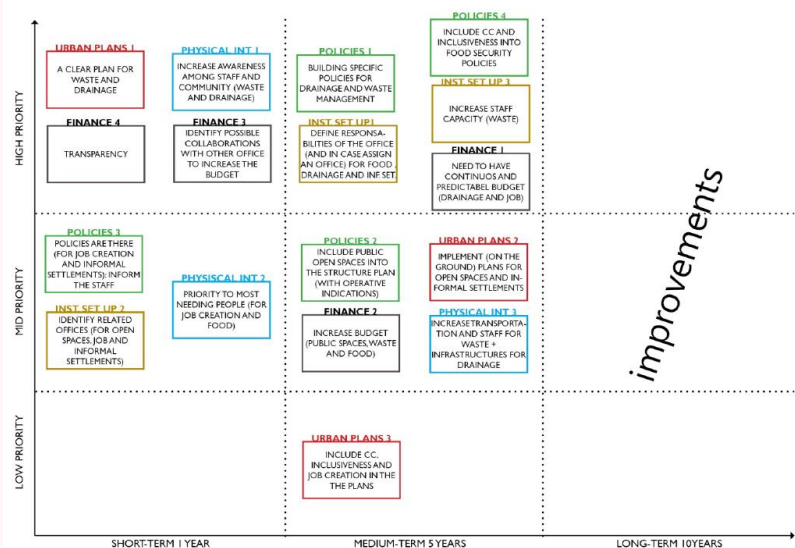 POLICIES 4
INCLUDE CC AND
INCLUSIVENESS INTO
FOOD SECURITY
POLICIES
URBAN PLANS 1
A CLEAR PLAN FOR
WASTE AND
DRAINAGE
PHYSICAL INT 1
INCREASE AWARENESS
AMONG STAFF AND
COMMUNITY (WASTE
AND DRAINAGE)
POLICIES 1
BUILDING SPECIFIC
POLICIES FOR
DRAINAGE AND WASTE
MANAGEMENT
INST. SET UP 3
INCREASE STAFF
CAPACITY (WASTE)
HIGH PRIORITY
FINANCE 4
TRANSPARENCY
FINANCE 3
IDENTIFY POSSIBLE
COLLABORATIONS
WITH OTHER OFFICE
TO INCREASE THE
BUDGET
INST. SET UP1
DEFINE RESPONSA-
BILITIES OF THE OFFICE
(AND IN CASE ASSIGN
AN OFFICE) FOR FOOD ,
DRAINAGE AND INF SET.
FINANCE 1
NEED TO HAVE
CONTINUOS AND
PREDICTABEL BUDGET
(DRAINAGE AND JOB)
improvements
POLICIES 3
POLICIES ARE THERE
(FOR JOB CREATION
AND INFORMAL
SETTLEMENTS): INFORM
THE STAFF
PHYSISCAL INT 2
PRIORITY TO MOST
NEEDING PEOPLE (FOR
JOB CREATION AND
FOOD)
POLICIES 2
INCLUDE PUBLIC
OPEN SPACES INTO
THE STRUCTURE PLAN
(WITH OPERATIVE
INDICATIONS)
URBAN PLANS 2
IMPLEMENT (ON THE
GROUND) PLANS FOR
OPEN SPACES AND IN-
FORMAL SETTLEMENTS
MID PRIORITY
INST. SET UP 2
IDENTIFY RELATED
OFFICES (FOR OPEN
SPACES, JOB AND
INFORMAL
SETTLEMENTS)
FINANCE 2
INCREASE BUDGET
(PUBLIC SPACES, WASTE
AND FOOD)
PHYSICAL INT 3
INCREASE TRANSPORTA-
TION AND STAFF FOR
WASTE +
INFRASTRUCTURES FOR
DRAINAGE
LOW PRIORITY
URBAN PLANS 3
INCLUDE CC,
INCLUSIVENESS AND
JOB CREATION IN THE
THE PLANS
SHORT-TERM 1 YEAR
MEDIUM-TERM 5 YEARS
LONG-TERM 10YEARS